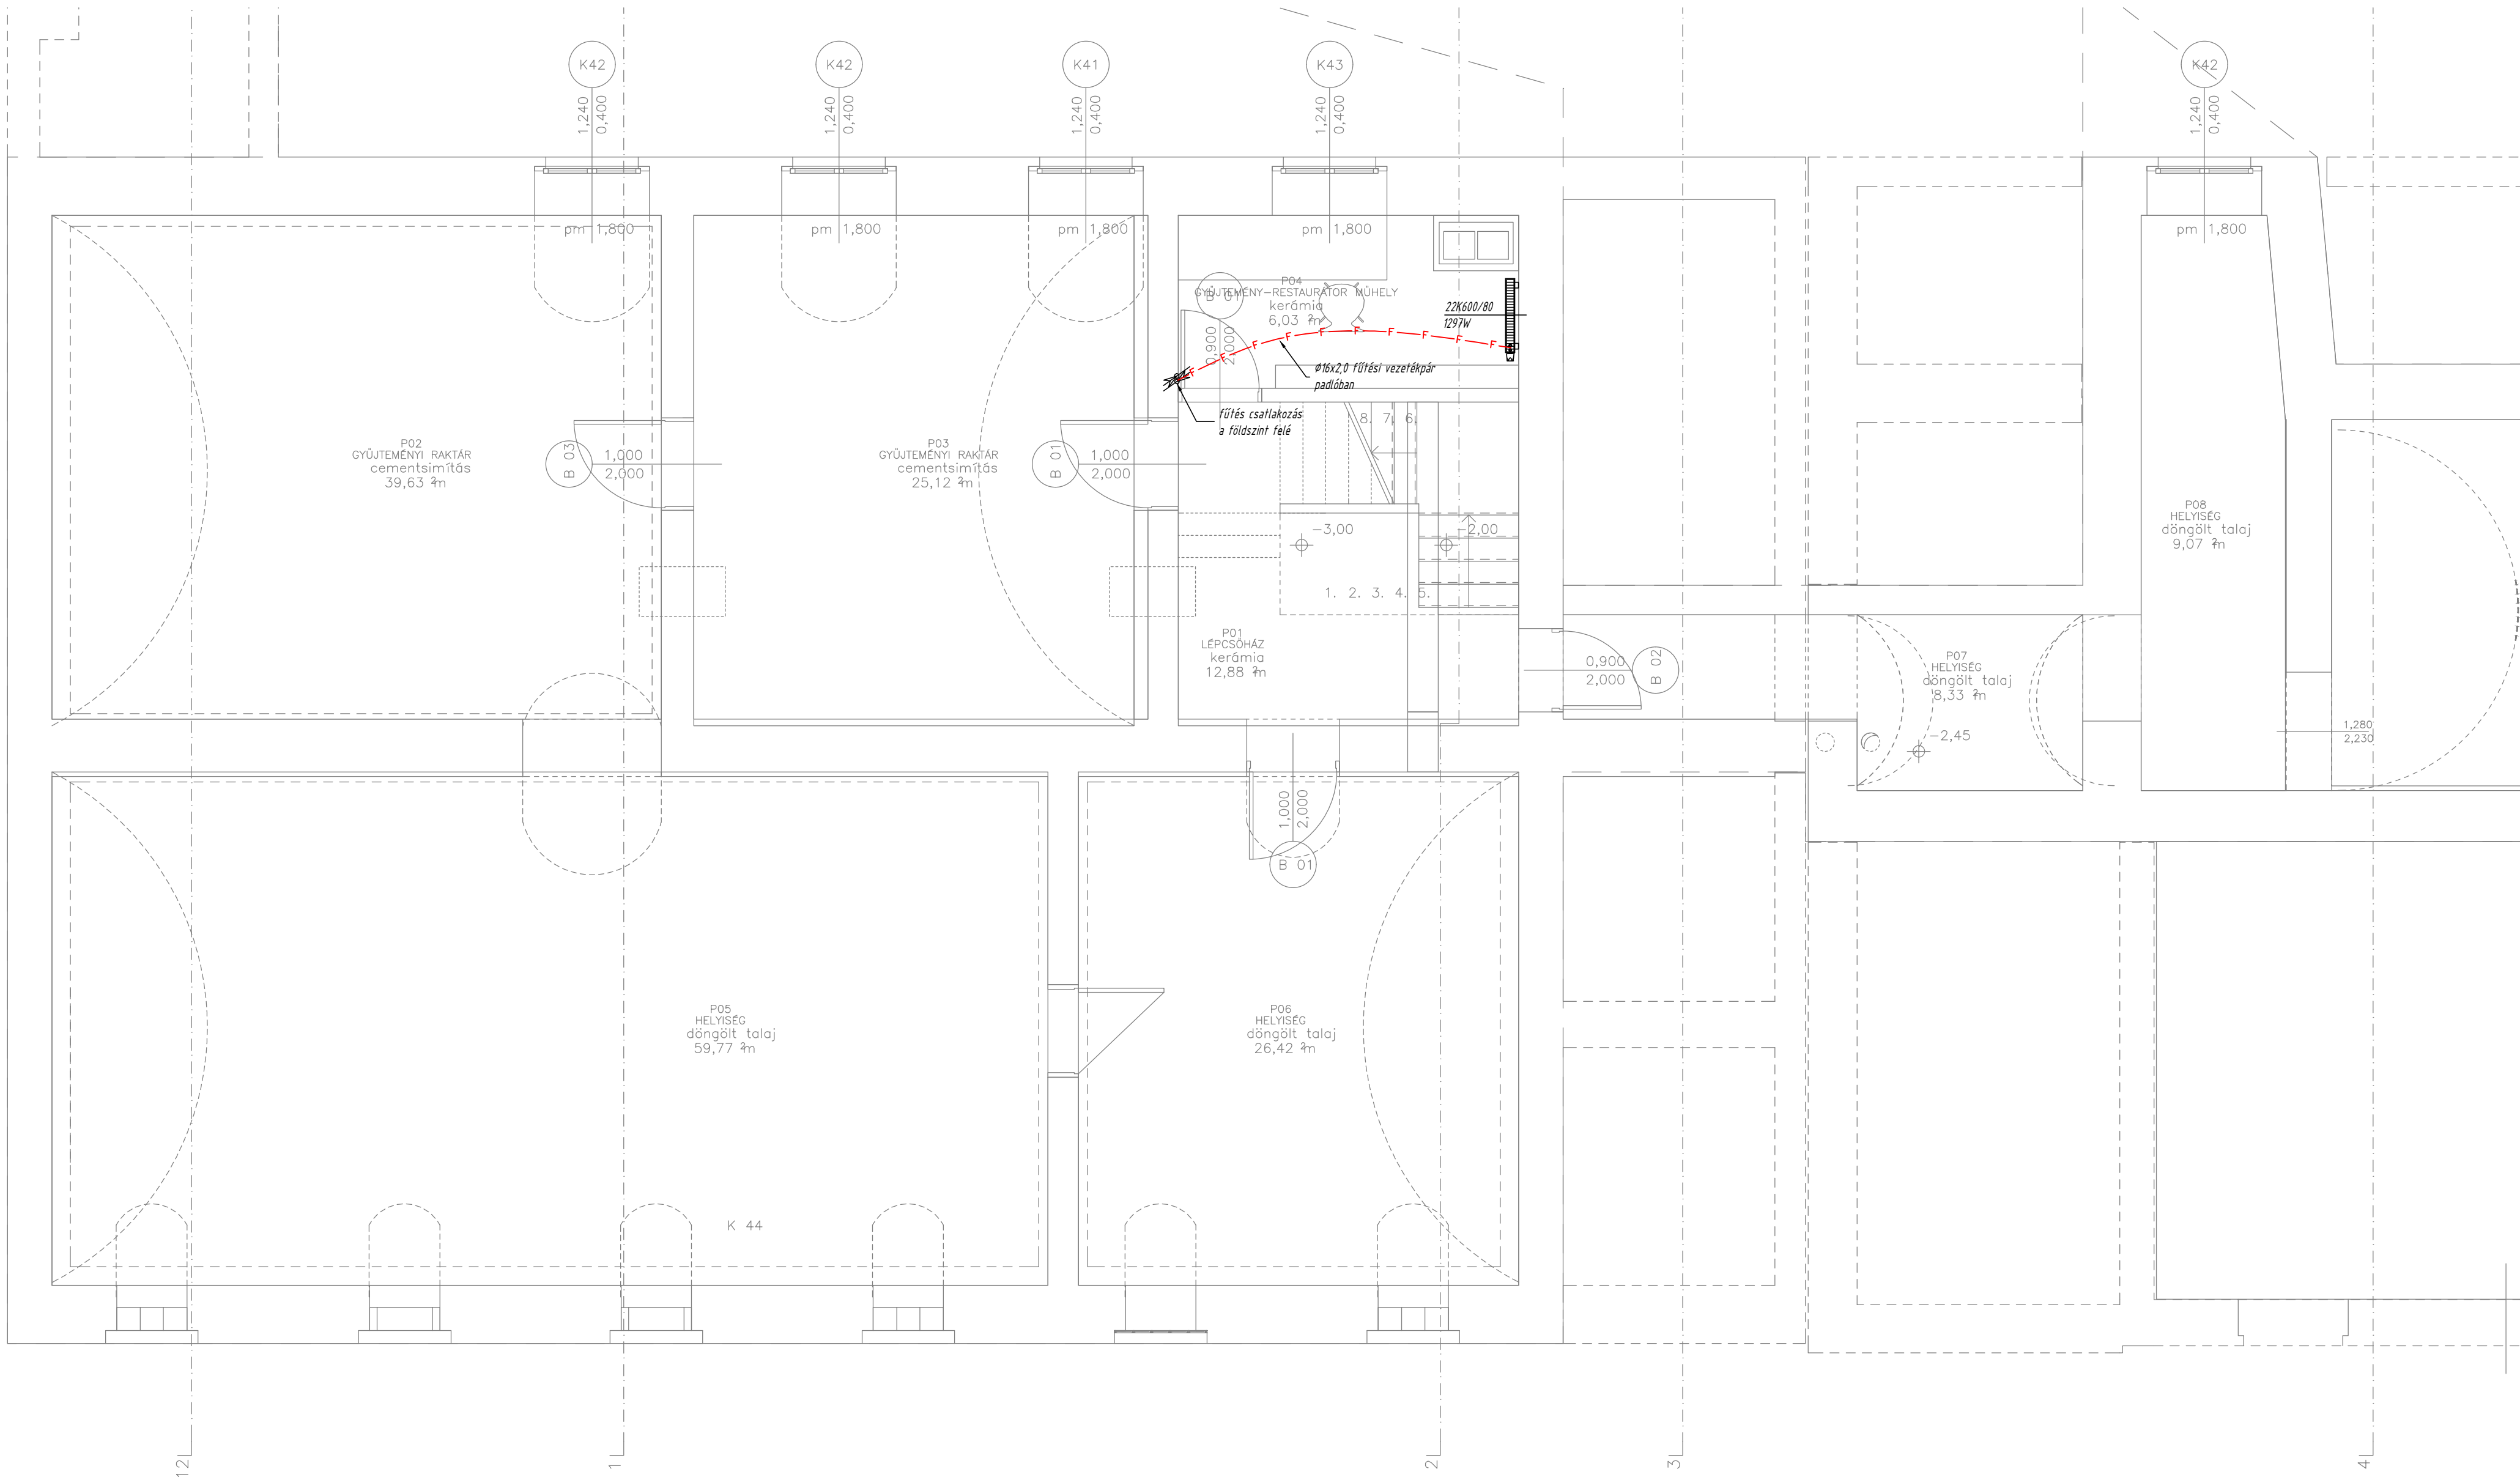 K42
K42
K41
K43
K42
1,240
0,400
1,240
0,400
1,240
0,400
1,240
0,400
1,240
0,400
pm 1,800
pm 1,800
pm 1,800
pm 1,800
pm 1,800
P04
GYŰJTEMÉNY-RESTAURÁTOR MŰHELY
kerámia
6,03 m²
B 01
0,900
2,000
22K600/80
1297W
F F F F F F F F F F
Ø16x2,0 fűtési vezetékpár
padlóban
fűtés csatlakozás
a földszint felé
P02
GYŰJTEMÉNYI RAKTÁR
cementsimítás
39,63 m²
B 03
1,000
2,000
P03
GYŰJTEMÉNYI RAKTÁR
cementsimítás
25,12 m²
B 01
1,000
2,000
8. 7. 6.
-3,00
-2,00
1. 2. 3. 4. 5.
P08
HELYISÉG
döngölt talaj
9,07 m²
P01
LÉPCSŐHÁZ
kerámia
12,88 m²
0,900
2,000
B 02
P07
HELYISÉG
döngölt talaj
8,33 m²
-2,45
1,280
2,230
1,000
2,000
B 01
P05
HELYISÉG
döngölt talaj
59,77 m²
P06
HELYISÉG
döngölt talaj
26,42 m²
K 44
12
1
2
3
4